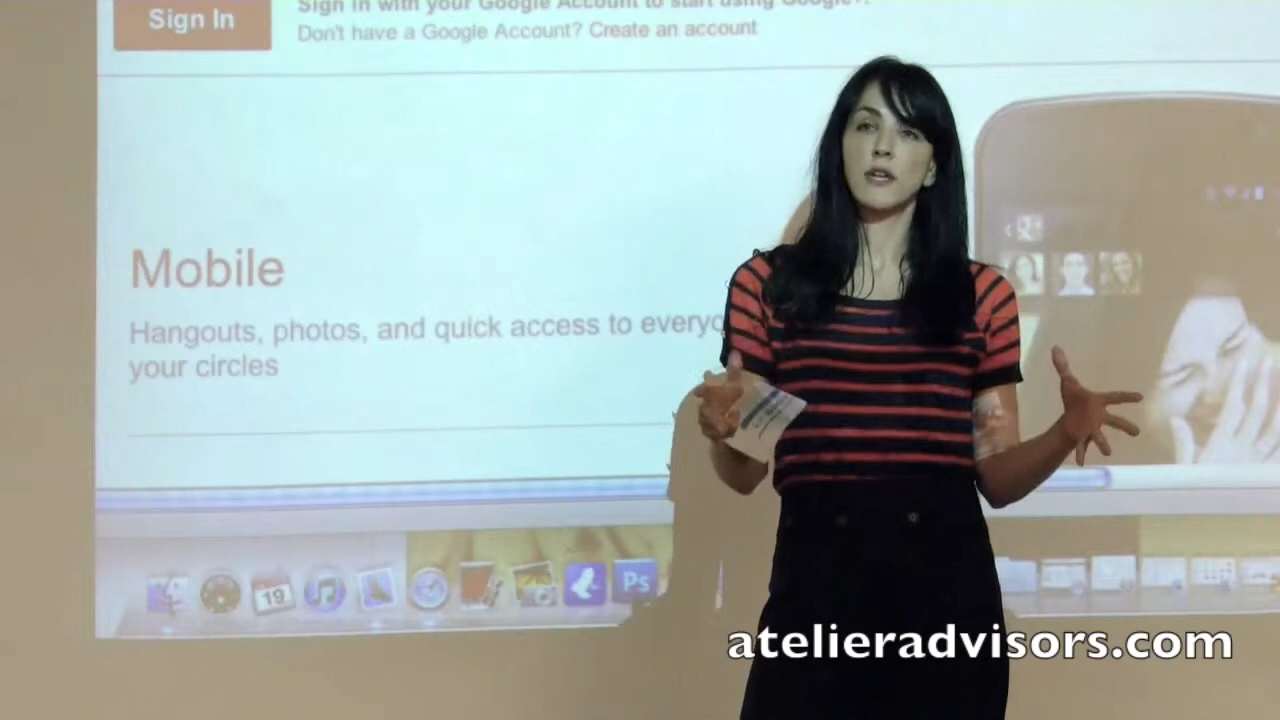 Sign In
Sign in with your Google Account to start using Google+.
Don't have a Google Account? Create an account
Mobile
Hangouts, photos, and quick access to everyo
your circles
19
Ps
atelieradvisors.com